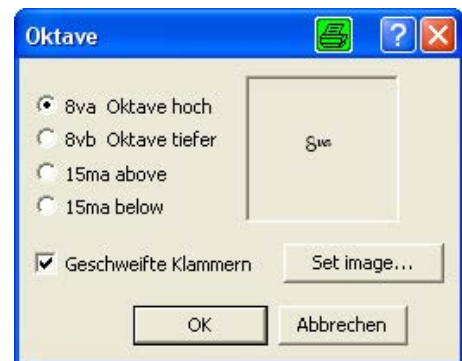 Oktave
?
8va Oktave hoch
8vb Oktave tiefer
15ma above
15ma below
8va
Geschweifte Klammern
Set image...
OK
Abbrechen